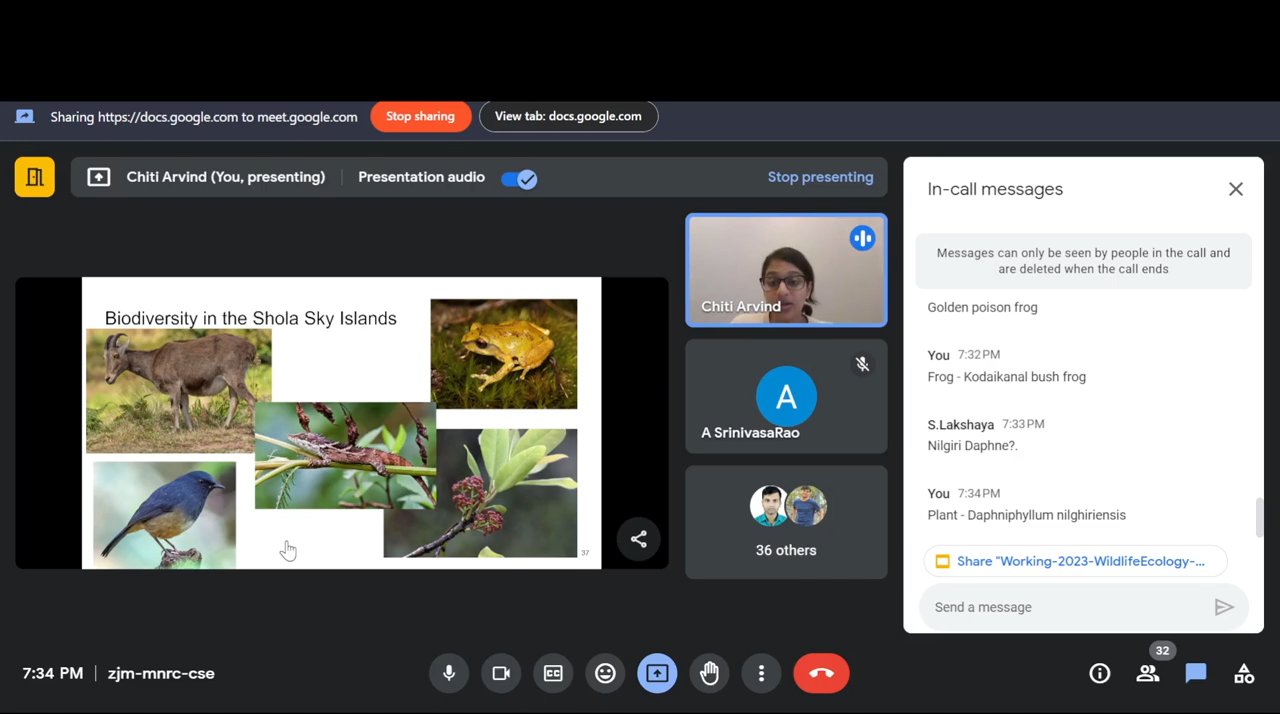 Sharing https://docs.google.com to meet.google.com
Stop sharing
View tab: docs.google.com
Chiti Arvind (You, presenting)
Presentation audio
Stop presenting
Biodiversity in the Shola Sky Islands
37
Chiti Arvind
A
A SrinivasaRao
36 others
In-call messages
Messages can only be seen by people in the call and
are deleted when the call ends
Golden poison frog
You 7:32 PM
Frog - Kodaikanal bush frog
S.Lakshaya 7:33 PM
Nilgiri Daphne?.
You 7:34 PM
Plant - Daphniphyllum nilghiriensis
Share "Working-2023-WildlifeEcology-...
Send a message
7:34 PM | zjm-mnrc-cse
CC
32